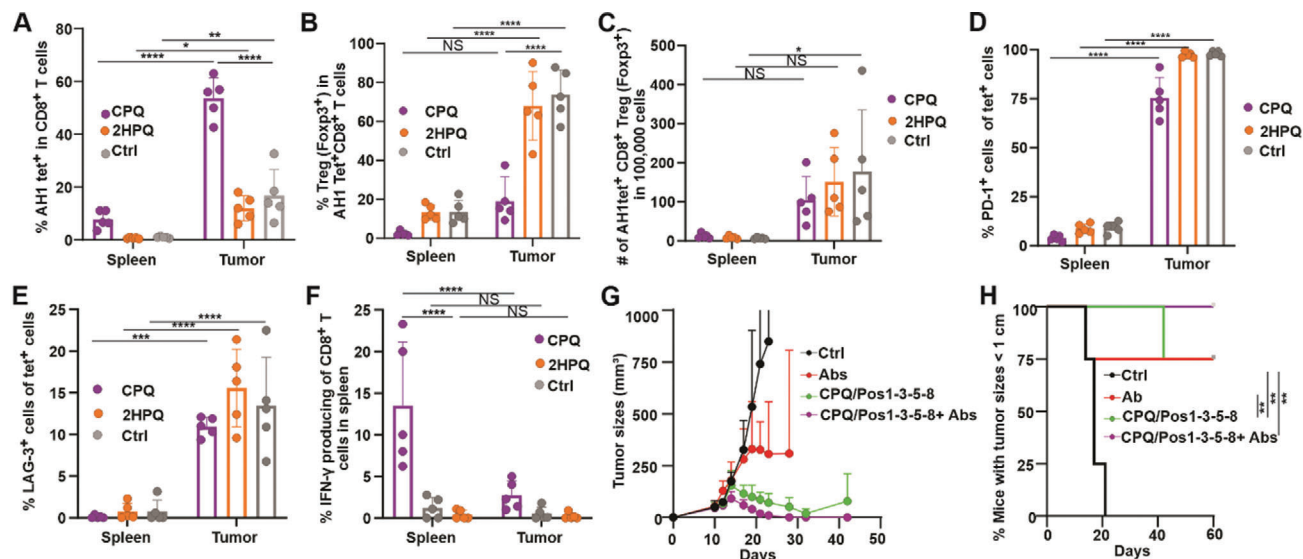 A
% AH1 tet+ in CD8+ T cells
80
60
40
20
0
**
*
****
****
CPQ
2HPQ
Ctrl
Spleen
Tumor
B
% Treg (Foxp3+) in
AH1 Tet+CD8+ T cells
100
80
60
40
20
0
****
****
NS
****
CPQ
2HPQ
Ctrl
Spleen
Tumor
C
# of AH1tet+ CD8+ Treg (Foxp3+)
in 100,000 cells
500
400
300
200
100
0
*
NS
NS
CPQ
2HPQ
Ctrl
Spleen
Tumor
D
% PD-1+ cells of tet+ cells
100
75
50
25
0
****
****
****
CPQ
2HPQ
Ctrl
Spleen
Tumor
E
% LAG-3+ cells of tet+ cells
25
20
15
10
5
0
****
****
***
CPQ
2HPQ
Ctrl
Spleen
Tumor
F
% IFN-γ producing of CD8+ T
cells in spleen
25
20
15
10
5
0
****
NS
****
NS
CPQ
2HPQ
Ctrl
Spleen
Tumor
G
Tumor sizes (mm³)
1000
750
500
250
0
Ctrl
Abs
CPQ/Pos1-3-5-8
CPQ/Pos1-3-5-8+ Abs
0
10
20
30
40
50
Days
H
% Mice with tumor sizes < 1 cm
100
75
50
25
0
Ctrl
Ab
CPQ/Pos1-3-5-8
CPQ/Pos1-3-5-8+ Abs
**
**
**
0
20
40
60
Days